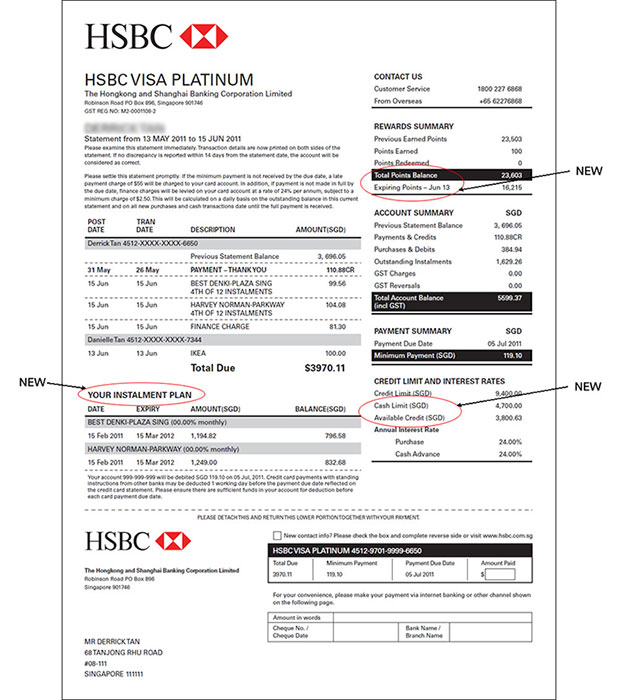 HSBC
HSBC VISA PLATINUM
The Hongkong and Shanghai Banking Corporation Limited
Robinson Road PO Box 896, Singapore 901746
GST REG NO: M2-0001106-2
Statement from 13 MAY 2011 to 15 JUN 2011
Please examine this statement immediately. Transaction details are now printed on both sides of the
statement. If no discrepancy is reported within 14 days from the statement date, the account will be
considered as correct.
Please settle this statement promptly. If the minimum payment is not received by the due date, a late
payment charge of $55 will be charged to your card account. In addition, if payment is not made in full by
the due date, finance charges will be levied on your card account at a rate of 24% per annum, subject to a
minimum charge of $2.50. This will be calculated on a daily basis on the outstanding balance in this current
statement and on all new purchases and cash transactions date until the full payment is received.
POST DATE TRAN DATE DESCRIPTION AMOUNT(SGD)
Derrick Tan 4512-XXXX-XXXX-6650
Previous Statement Balance 3, 696.05
31 May 26 May PAYMENT – THANK YOU 110.88CR
15 Jun 15 Jun BEST DENKI-PLAZA SING 99.56
4TH OF 12 INSTALMENTS
15 Jun 15 Jun HARVEY NORMAN-PARKWAY 104.08
4TH OF 12 INSTALMENTS
15 Jun 15 Jun FINANCE CHARGE 81.30
Danielle Tan 4512-XXXX-XXXX-7344
13 Jun 13 Jun IKEA 100.00
Total Due $3970.11
NEW
YOUR INSTALMENT PLAN
DATE EXPIRY AMOUNT(SGD) BALANCE(SGD)
BEST DENKI-PLAZA SING (00.00% monthly)
15 Feb 2011 15 Mar 2012 1,194.82 796.58
HARVEY NORMAN-PARKWAY (00.00% monthly)
15 Feb 2011 15 Mar 2012 1,249.00 832.68
Your account 999-999-999 will be debited SGD 119.10 on 05 Jul, 2011. Credit card payments with standing
instructions from other banks may be deducted 1 working day before the payment due date reflected on
the credit card statement. Please ensure there are sufficient funds in your account for deduction before
each card payment due date.
CONTACT US
Customer Service 1800 227 6868
From Overseas +65 62276868
REWARDS SUMMARY
Previous Earned Points 23,503
Points Earned 100
Points Redeemed 0
Total Points Balance 23,603
Expiring Points – Jun 13 16,215
NEW
ACCOUNT SUMMARY SGD
Previous Statement Balance 3, 696.05
Payments & Credits 110.88CR
Purchases & Debits 384.94
Outstanding Instalments 1,629.26
GST Charges 0.00
GST Reversals 0.00
Total Account Balance 5599.37
(incl GST)
PAYMENT SUMMARY SGD
Payment Due Date 05 Jul 2011
Minimum Payment (SGD) 119.10
CREDIT LIMIT AND INTEREST RATES
Credit Limit (SGD) 9,400.00
Cash Limit (SGD) 4,700.00
Available Credit (SGD) 3,800.63
NEW
Annual Interest Rate
Purchase 24.00%
Cash Advance 24.00%
PLEASE DETACH THIS AND RETURN THIS LOWER PORTION TOGETHER WITH YOUR PAYMENT.
HSBC
The Hongkong and Shanghai Banking Corporation Limited
Robinson Road PO Box 896
Singapore 901746
MR DERRICK TAN
68 TANJONG RHU ROAD
#08-111
SINGAPORE 111111
New contact info? Please check the box and complete reverse side or visit www.hsbc.com.sg
HSBC VISA PLATINUM 4512-9701-9999-6650
Total Due Minimum Payment Payment Due Date Amount Paid
3970.11 119.10 05 Jul 2011 $
For your convenience, please make your payment via internet banking or other channel shown
on the following page.
Amount in words
Cheque No. / Cheque Date Bank Name / Branch Name